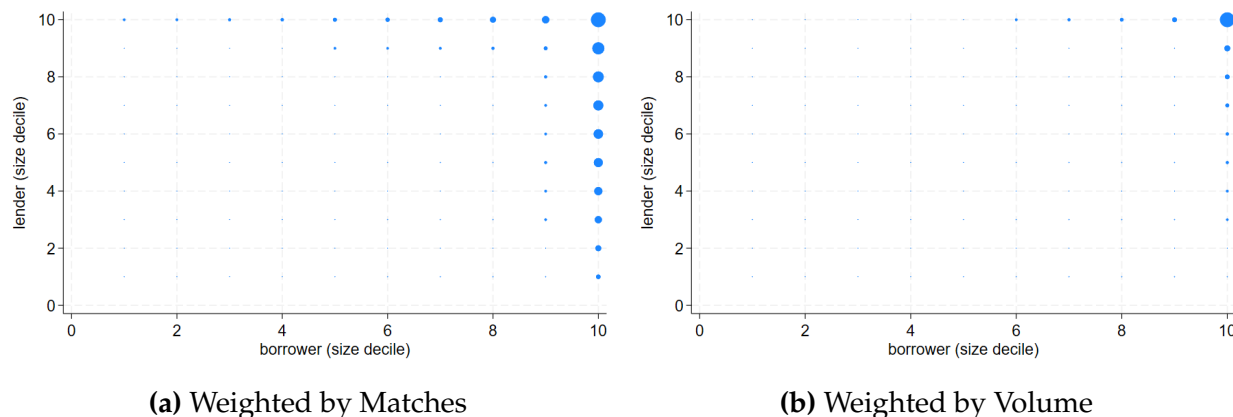 10
8
6
4
2
0
lender (size decile)
0 2 4 6 8 10
borrower (size decile)
(a) Weighted by Matches
10
8
6
4
2
0
lender (size decile)
0 2 4 6 8 10
borrower (size decile)
(b) Weighted by Volume